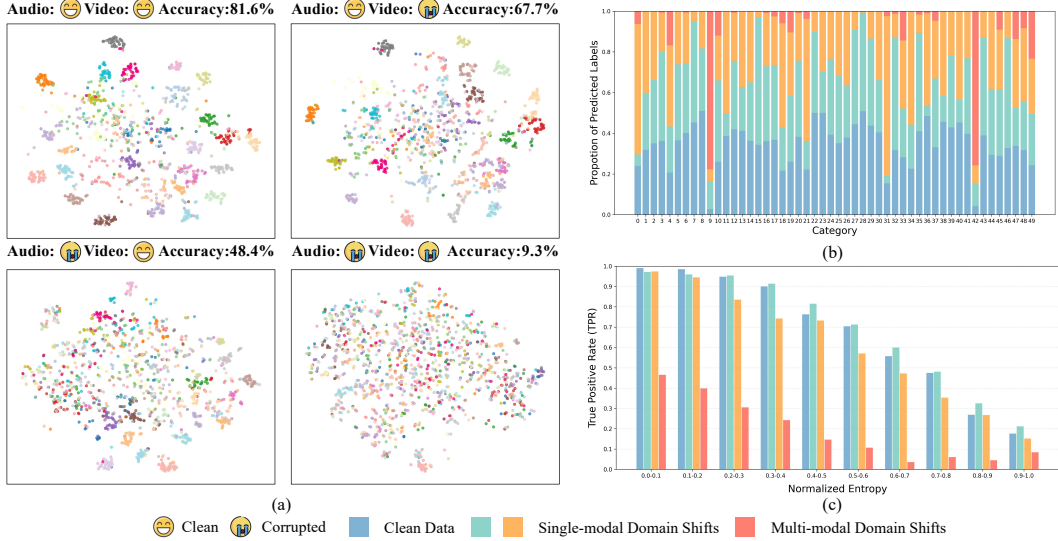 Audio: Video: Accuracy:81.6%
Audio: Video: Accuracy:67.7%
Audio: Video: Accuracy:48.4%
Audio: Video: Accuracy:9.3%
(a)
Propotion of Predicted Labels
1.0
0.8
0.6
0.4
0.2
0.0
0 1 2 3 4 5 6 7 8 9 10 11 12 13 14 15 16 17 18 19 20 21 22 23 24 25 26 27 28 29 30 31 32 33 34 35 36 37 38 39 40 41 42 43 44 45 46 47 48 49
Category
(b)
True Positive Rate (TPR)
1.0
0.9
0.8
0.7
0.6
0.5
0.4
0.3
0.2
0.1
0.0
0.0-0.1 0.1-0.2 0.2-0.3 0.3-0.4 0.4-0.5 0.5-0.6 0.6-0.7 0.7-0.8 0.8-0.9 0.9-1.0
Normalized Entropy
(c)
Clean Corrupted Clean Data Single-modal Domain Shifts Multi-modal Domain Shifts